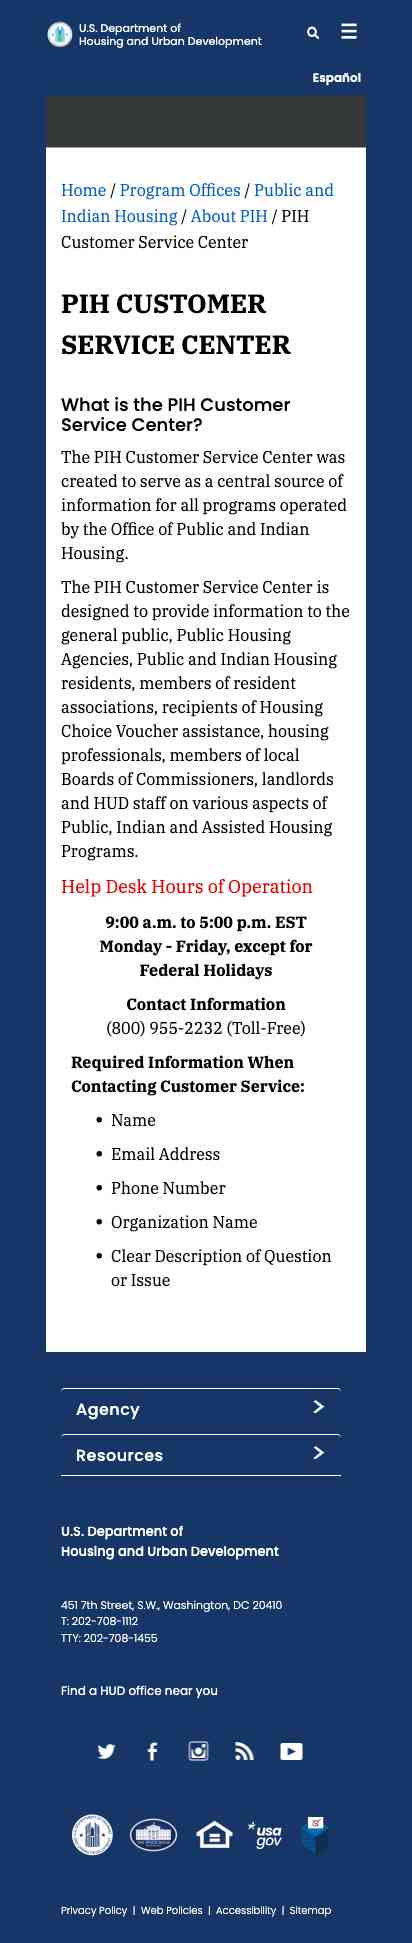 U.S. Department of
Housing and Urban Development
Español
Home / Program Offices / Public and
Indian Housing / About PIH / PIH
Customer Service Center
PIH CUSTOMER
SERVICE CENTER
What is the PIH Customer
Service Center?
The PIH Customer Service Center was
created to serve as a central source of
information for all programs operated
by the Office of Public and Indian
Housing.
The PIH Customer Service Center is
designed to provide information to the
general public, Public Housing
Agencies, Public and Indian Housing
residents, members of resident
associations, recipients of Housing
Choice Voucher assistance, housing
professionals, members of local
Boards of Commissioners, landlords
and HUD staff on various aspects of
Public, Indian and Assisted Housing
Programs.
Help Desk Hours of Operation
9:00 a.m. to 5:00 p.m. EST
Monday - Friday, except for
Federal Holidays
Contact Information
(800) 955-2232 (Toll-Free)
Required Information When
Contacting Customer Service:
• Name
• Email Address
• Phone Number
• Organization Name
• Clear Description of Question
or Issue
Agency
Resources
U.S. Department of
Housing and Urban Development
451 7th Street, S.W., Washington, DC 20410
T: 202-708-1112
TTY: 202-708-1455
Find a HUD office near you
usa
gov
Privacy Policy | Web Policies | Accessibility | Sitemap